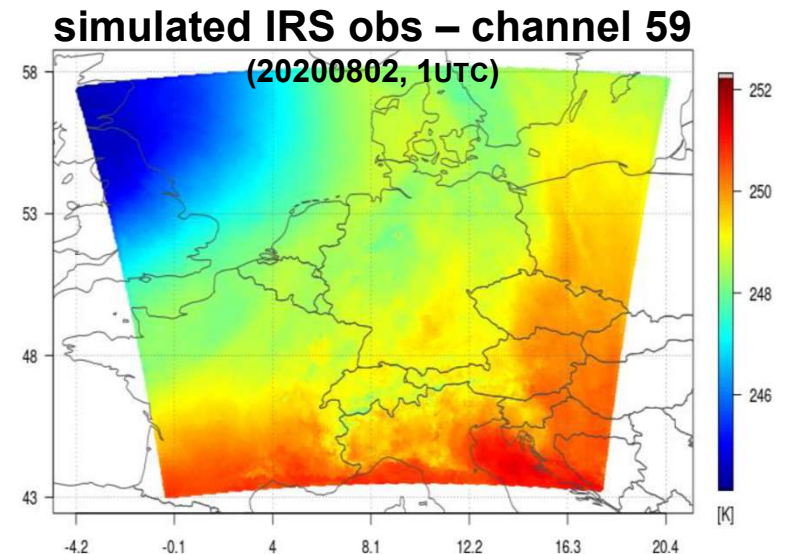 simulated IRS obs – channel 59
(20200802, 1UTC)
58
53
48
43
-4.2 -0.1 4 8.1 12.2 16.3 20.4
252
250
248
246
[K]